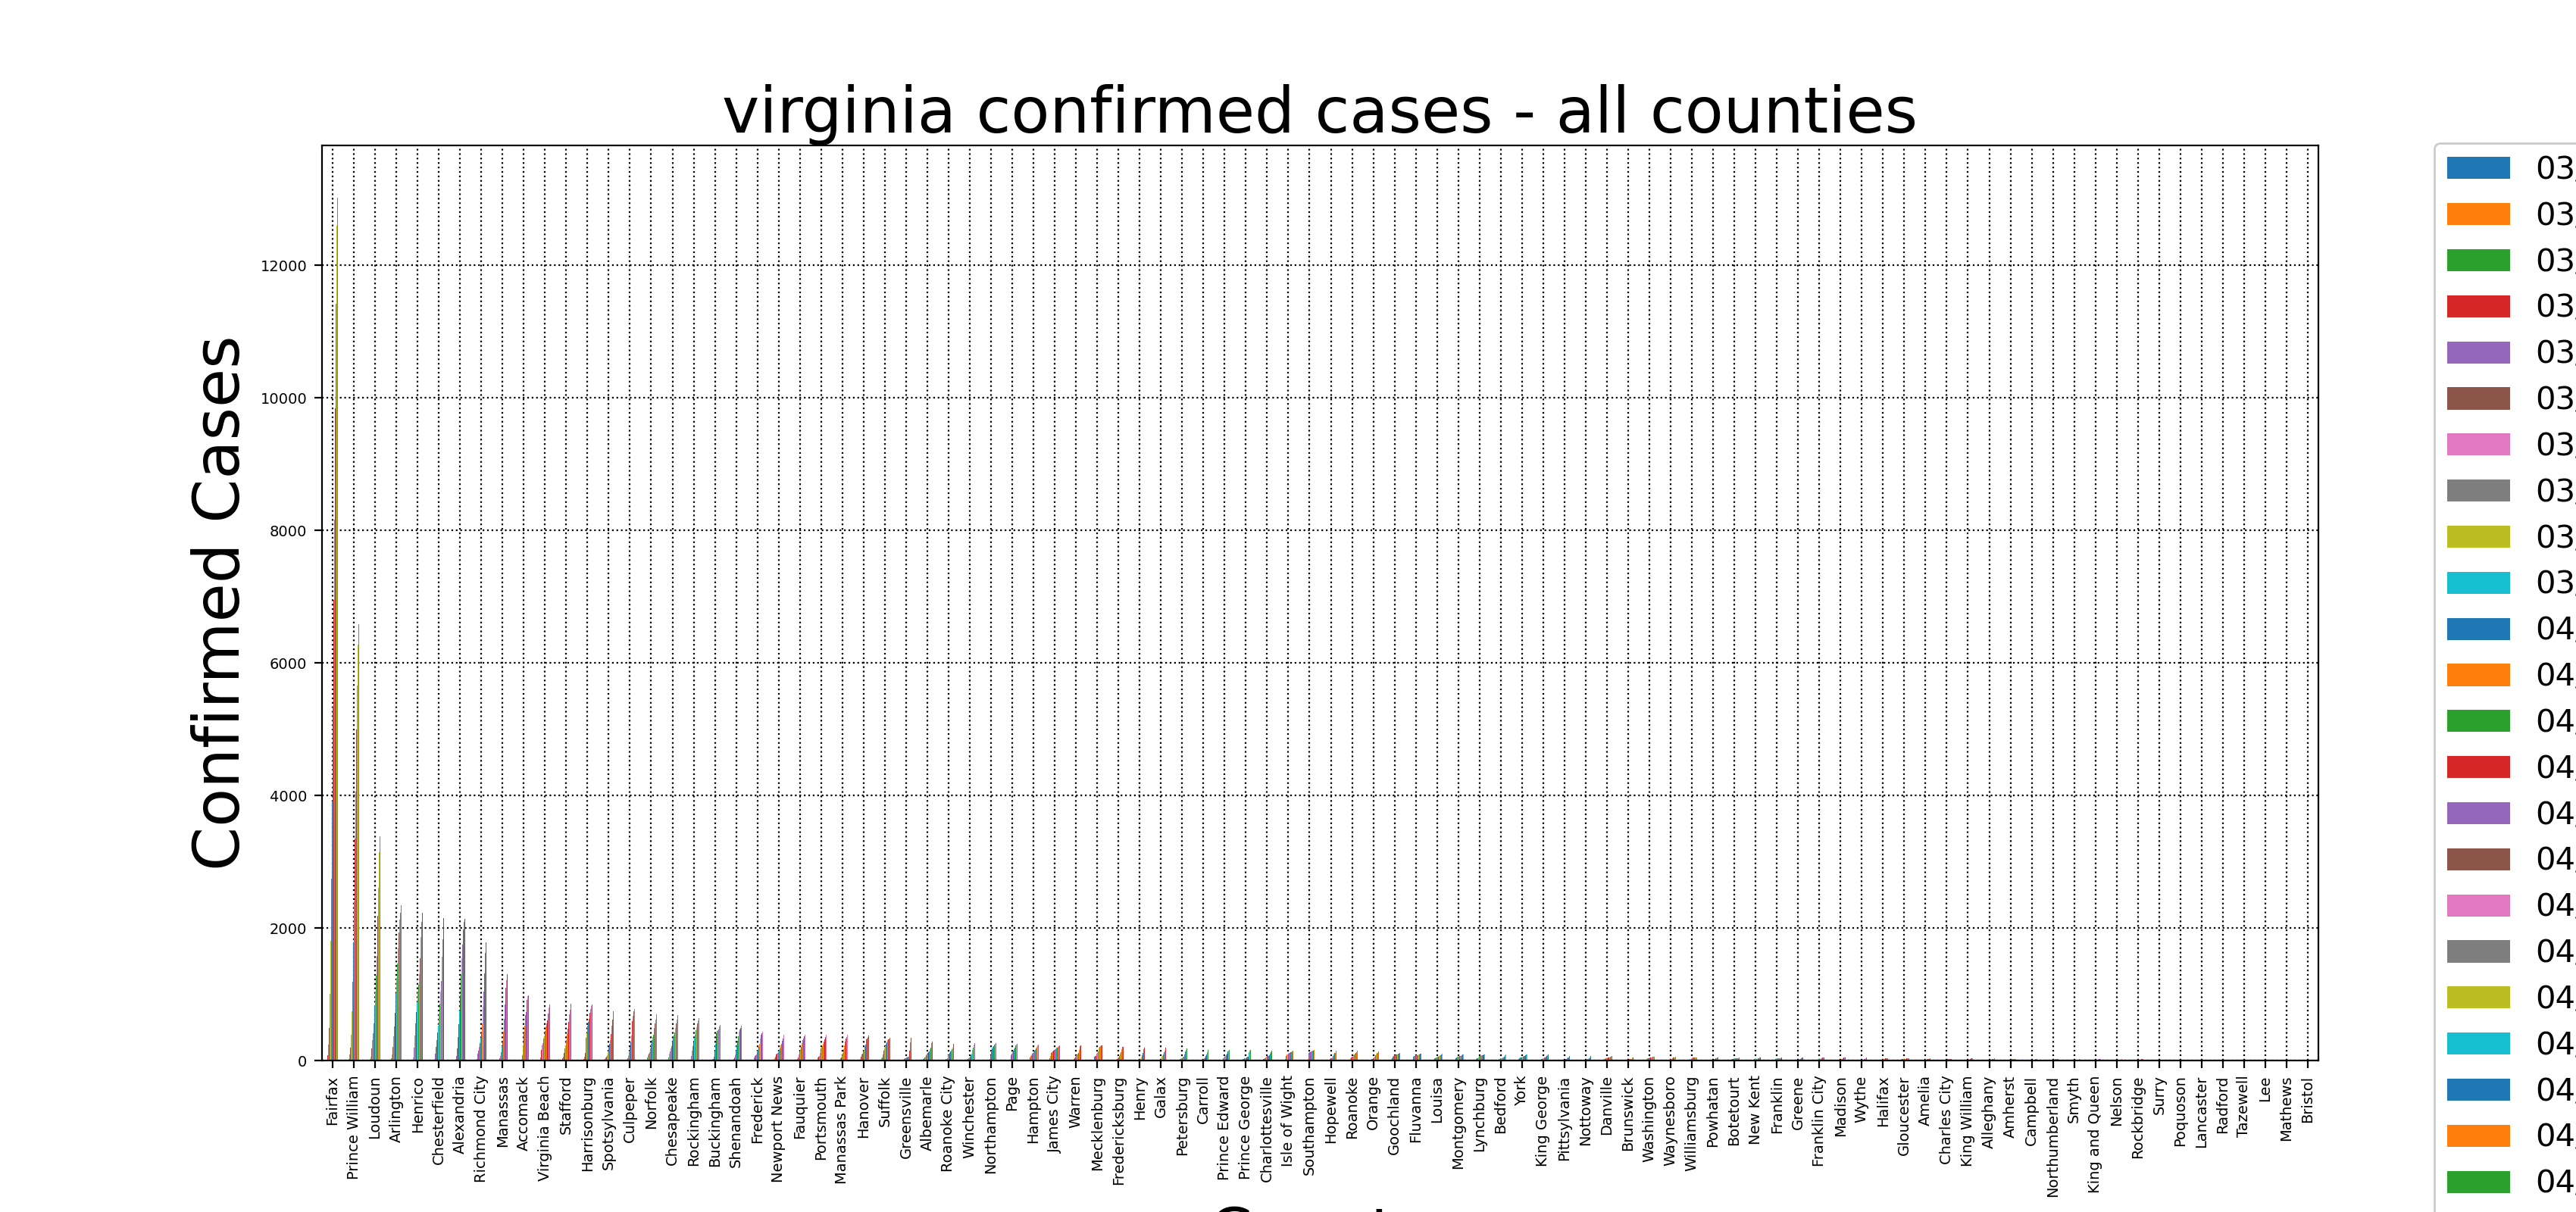 virginia confirmed cases - all counties
Confirmed Cases
12000
10000
8000
6000
4000
2000
0
Fairfax
Prince William
Loudoun
Arlington
Henrico
Chesterfield
Alexandria
Richmond City
Manassas
Accomack
Virginia Beach
Stafford
Harrisonburg
Spotsylvania
Culpeper
Norfolk
Chesapeake
Rockingham
Buckingham
Shenandoah
Frederick
Newport News
Fauquier
Portsmouth
Manassas Park
Hanover
Suffolk
Greensville
Albemarle
Roanoke City
Winchester
Northampton
Page
Hampton
James City
Warren
Mecklenburg
Fredericksburg
Henry
Galax
Petersburg
Carroll
Prince Edward
Prince George
Charlottesville
Isle of Wight
Southampton
Hopewell
Roanoke
Orange
Goochland
Fluvanna
Louisa
Montgomery
Lynchburg
Bedford
York
King George
Pittsylvania
Nottoway
Danville
Brunswick
Washington
Waynesboro
Williamsburg
Powhatan
Botetourt
New Kent
Franklin
Greene
Franklin City
Madison
Wythe
Halifax
Gloucester
Amelia
Charles City
King William
Alleghany
Amherst
Campbell
Northumberland
Smyth
King and Queen
Nelson
Rockbridge
Surry
Poquoson
Lancaster
Radford
Tazewell
Lee
Mathews
Bristol
03
03
03
03
03
03
03
03
03
03
04
04
04
04
04
04
04
04
04
04
04
04
04